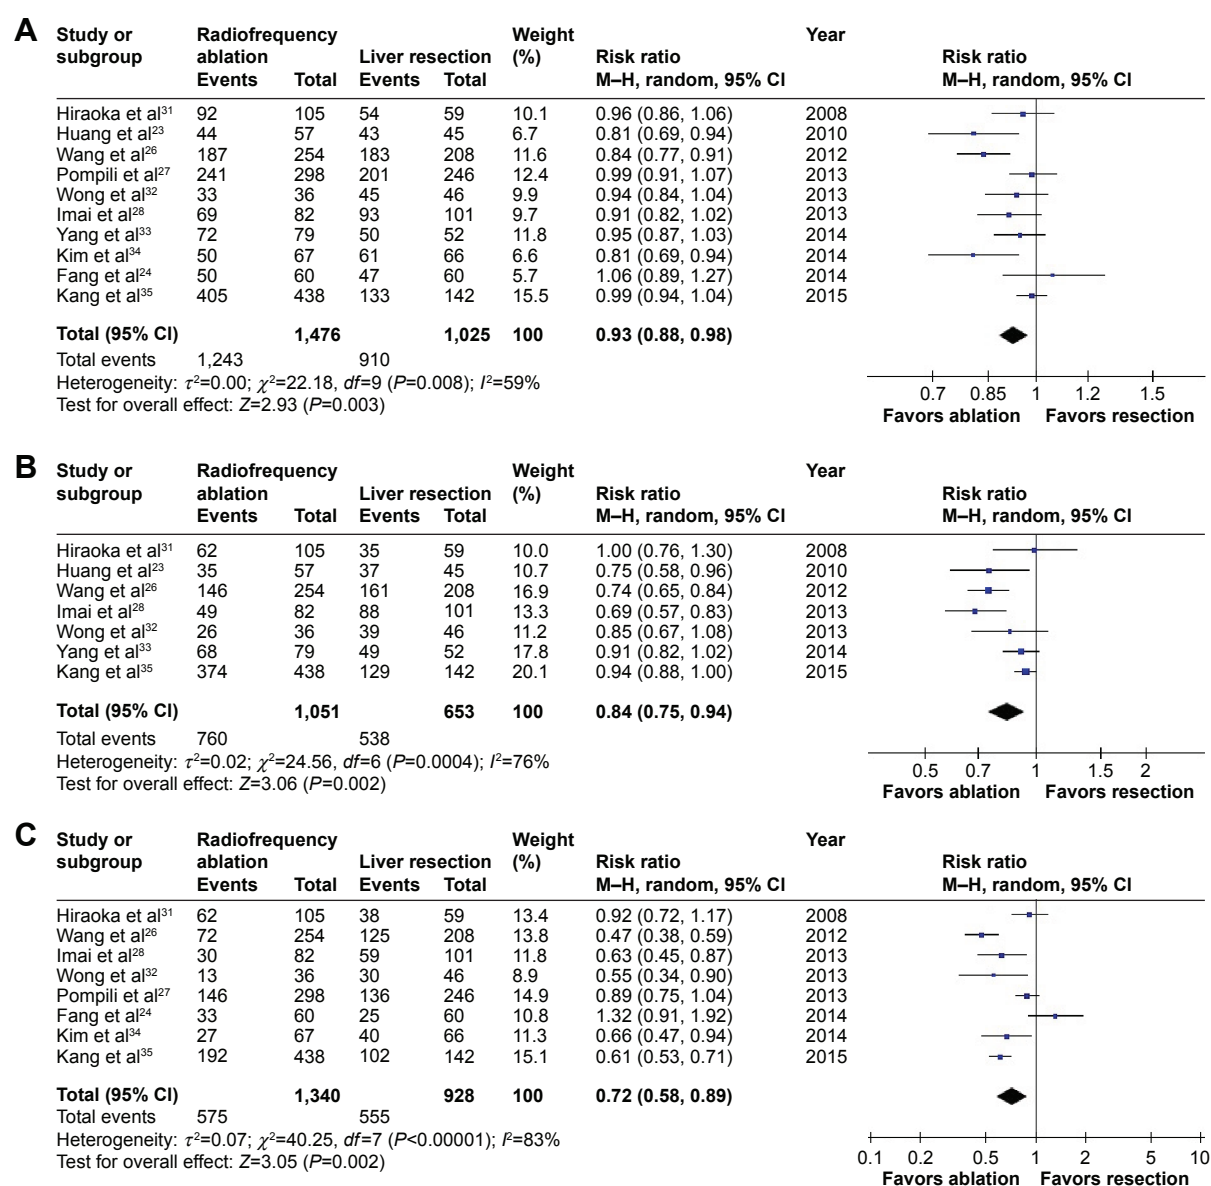 A Study or Radiofrequency Weight Year
subgroup ablation Liver resection (%) Risk ratio Risk ratio
Events Total Events Total M–H, random, 95% CI M–H, random, 95% CI
Hiraoka et al31 92 105 54 59 10.1 0.96 (0.86, 1.06) 2008
Huang et al23 44 57 43 45 6.7 0.81 (0.69, 0.94) 2010
Wang et al26 187 254 183 208 11.6 0.84 (0.77, 0.91) 2012
Pompili et al27 241 298 201 246 12.4 0.99 (0.91, 1.07) 2013
Wong et al32 33 36 45 46 9.9 0.94 (0.84, 1.04) 2013
Imai et al28 69 82 93 101 9.7 0.91 (0.82, 1.02) 2013
Yang et al33 72 79 50 52 11.8 0.95 (0.87, 1.03) 2014
Kim et al34 50 67 61 66 6.6 0.81 (0.69, 0.94) 2014
Fang et al24 50 60 47 60 5.7 1.06 (0.89, 1.27) 2014
Kang et al35 405 438 133 142 15.5 0.99 (0.94, 1.04) 2015
Total (95% CI) 1,476 1,025 100 0.93 (0.88, 0.98)
Total events 1,243 910
Heterogeneity: τ²=0.00; χ²=22.18, df=9 (P=0.008); I²=59%
Test for overall effect: Z=2.93 (P=0.003)
0.7 0.85 1 1.2 1.5
Favors ablation Favors resection
B Study or Radiofrequency Weight Year
subgroup ablation Liver resection (%) Risk ratio Risk ratio
Events Total Events Total M–H, random, 95% CI M–H, random, 95% CI
Hiraoka et al31 62 105 35 59 10.0 1.00 (0.76, 1.30) 2008
Huang et al23 35 57 37 45 10.7 0.75 (0.58, 0.96) 2010
Wang et al26 146 254 161 208 16.9 0.74 (0.65, 0.84) 2012
Imai et al28 49 82 88 101 13.3 0.69 (0.57, 0.83) 2013
Wong et al32 26 36 39 46 11.2 0.85 (0.67, 1.08) 2013
Yang et al33 68 79 49 52 17.8 0.91 (0.82, 1.02) 2014
Kang et al35 374 438 129 142 20.1 0.94 (0.88, 1.00) 2015
Total (95% CI) 1,051 653 100 0.84 (0.75, 0.94)
Total events 760 538
Heterogeneity: τ²=0.02; χ²=24.56, df=6 (P=0.0004); I²=76%
Test for overall effect: Z=3.06 (P=0.002)
0.5 0.7 1 1.5 2
Favors ablation Favors resection
C Study or Radiofrequency Weight Year
subgroup ablation Liver resection (%) Risk ratio Risk ratio
Events Total Events Total M–H, random, 95% CI M–H, random, 95% CI
Hiraoka et al31 62 105 38 59 13.4 0.92 (0.72, 1.17) 2008
Wang et al26 72 254 125 208 13.8 0.47 (0.38, 0.59) 2012
Imai et al28 30 82 59 101 11.8 0.63 (0.45, 0.87) 2013
Wong et al32 13 36 30 46 8.9 0.55 (0.34, 0.90) 2013
Pompili et al27 146 298 136 246 14.9 0.89 (0.75, 1.04) 2013
Fang et al24 33 60 25 60 10.8 1.32 (0.91, 1.92) 2014
Kim et al34 27 67 40 66 11.3 0.66 (0.47, 0.94) 2014
Kang et al35 192 438 102 142 15.1 0.61 (0.53, 0.71) 2015
Total (95% CI) 1,340 928 100 0.72 (0.58, 0.89)
Total events 575 555
Heterogeneity: τ²=0.07; χ²=40.25, df=7 (P<0.00001); I²=83%
Test for overall effect: Z=3.05 (P=0.002)
0.1 0.2 0.5 1 2 5 10
Favors ablation Favors resection